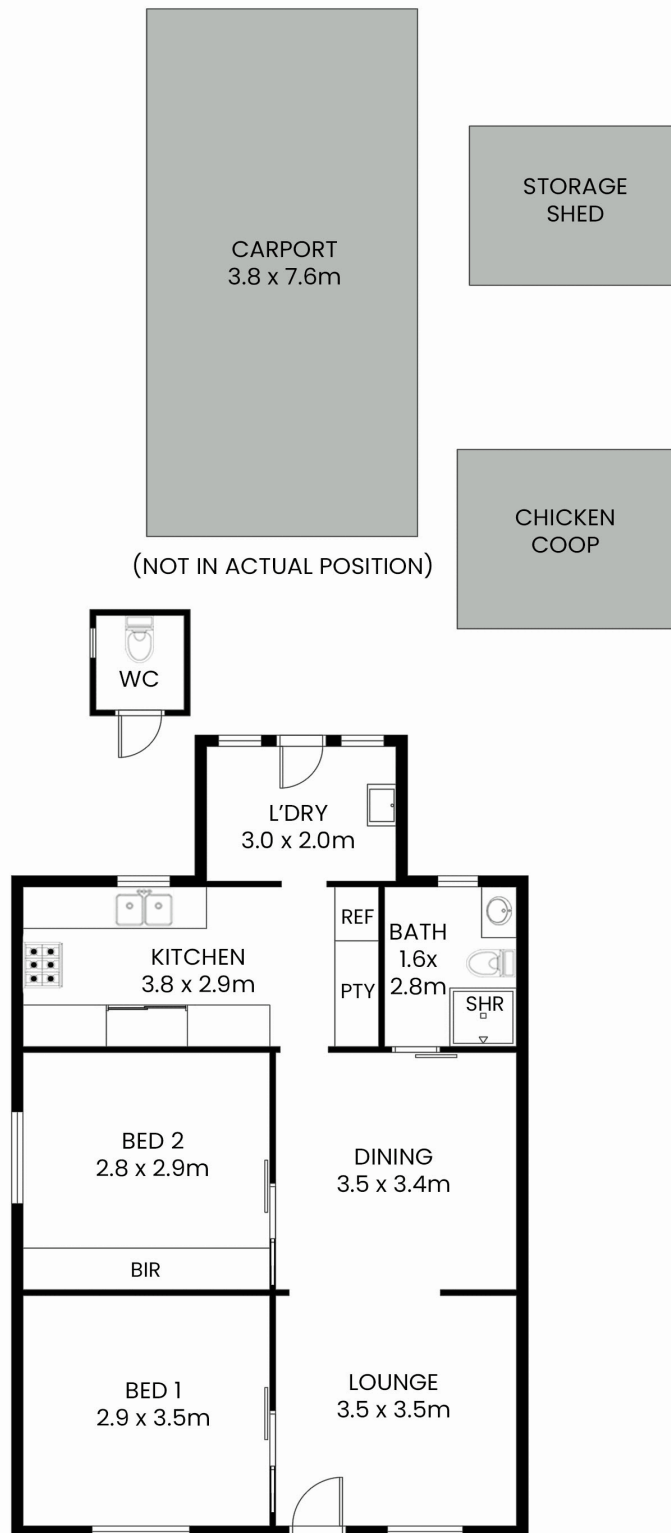 CARPORT
3.8 x 7.6m
STORAGE
SHED
CHICKEN
COOP
(NOT IN ACTUAL POSITION)
WC
L'DRY
3.0 x 2.0m
KITCHEN
3.8 x 2.9m
REF
PTY
BATH
1.6x
2.8m
SHR
BED 2
2.8 x 2.9m
BIR
DINING
3.5 x 3.4m
BED 1
2.9 x 3.5m
LOUNGE
3.5 x 3.5m